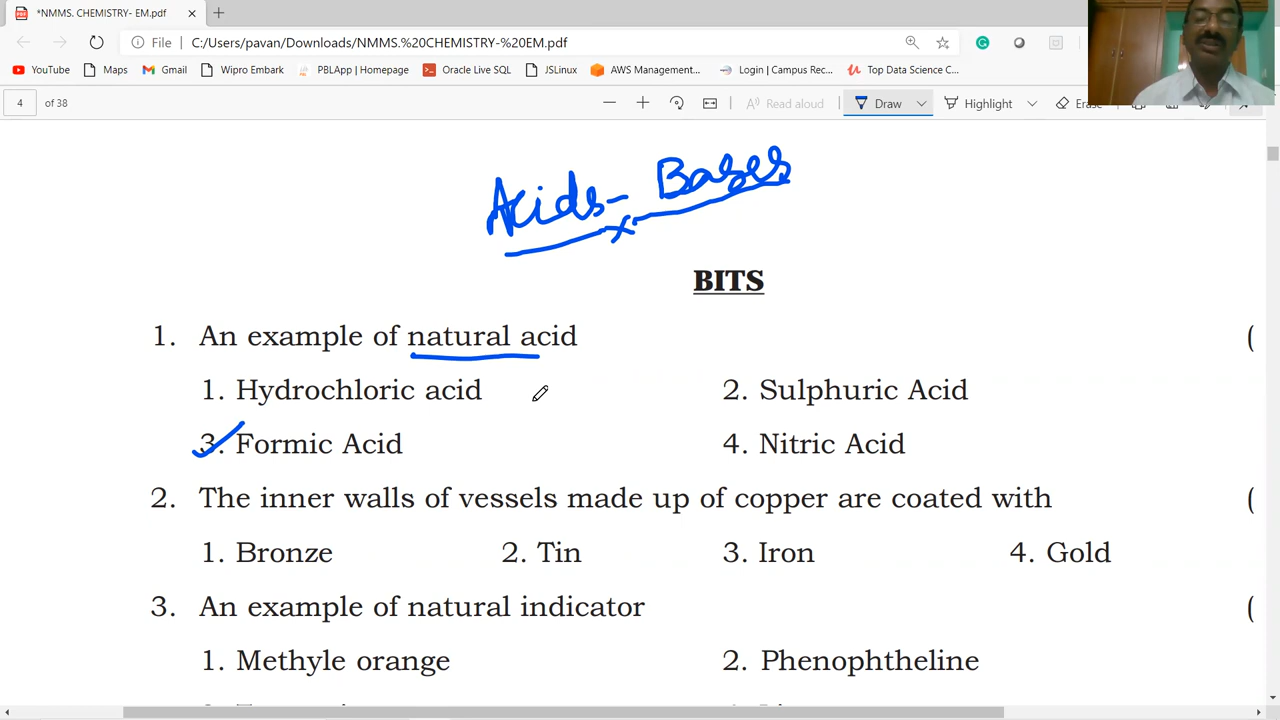 *NMMS. CHEMISTRY- EM.pdf
File C:/Users/pavan/Downloads/NMMS.%20CHEMISTRY-%20EM.pdf
YouTube Maps Gmail Wipro Embark PBLApp | Homepage Oracle Live SQL JSLinux AWS Management... Login | Campus Rec... Top Data Science C...
4 of 38 Read aloud Draw Highlight Erase
Acids - Bases
BITS
1. An example of natural acid (
1. Hydrochloric acid 2. Sulphuric Acid
3. Formic Acid 4. Nitric Acid
2. The inner walls of vessels made up of copper are coated with (
1. Bronze 2. Tin 3. Iron 4. Gold
3. An example of natural indicator (
1. Methyle orange 2. Phenophtheline